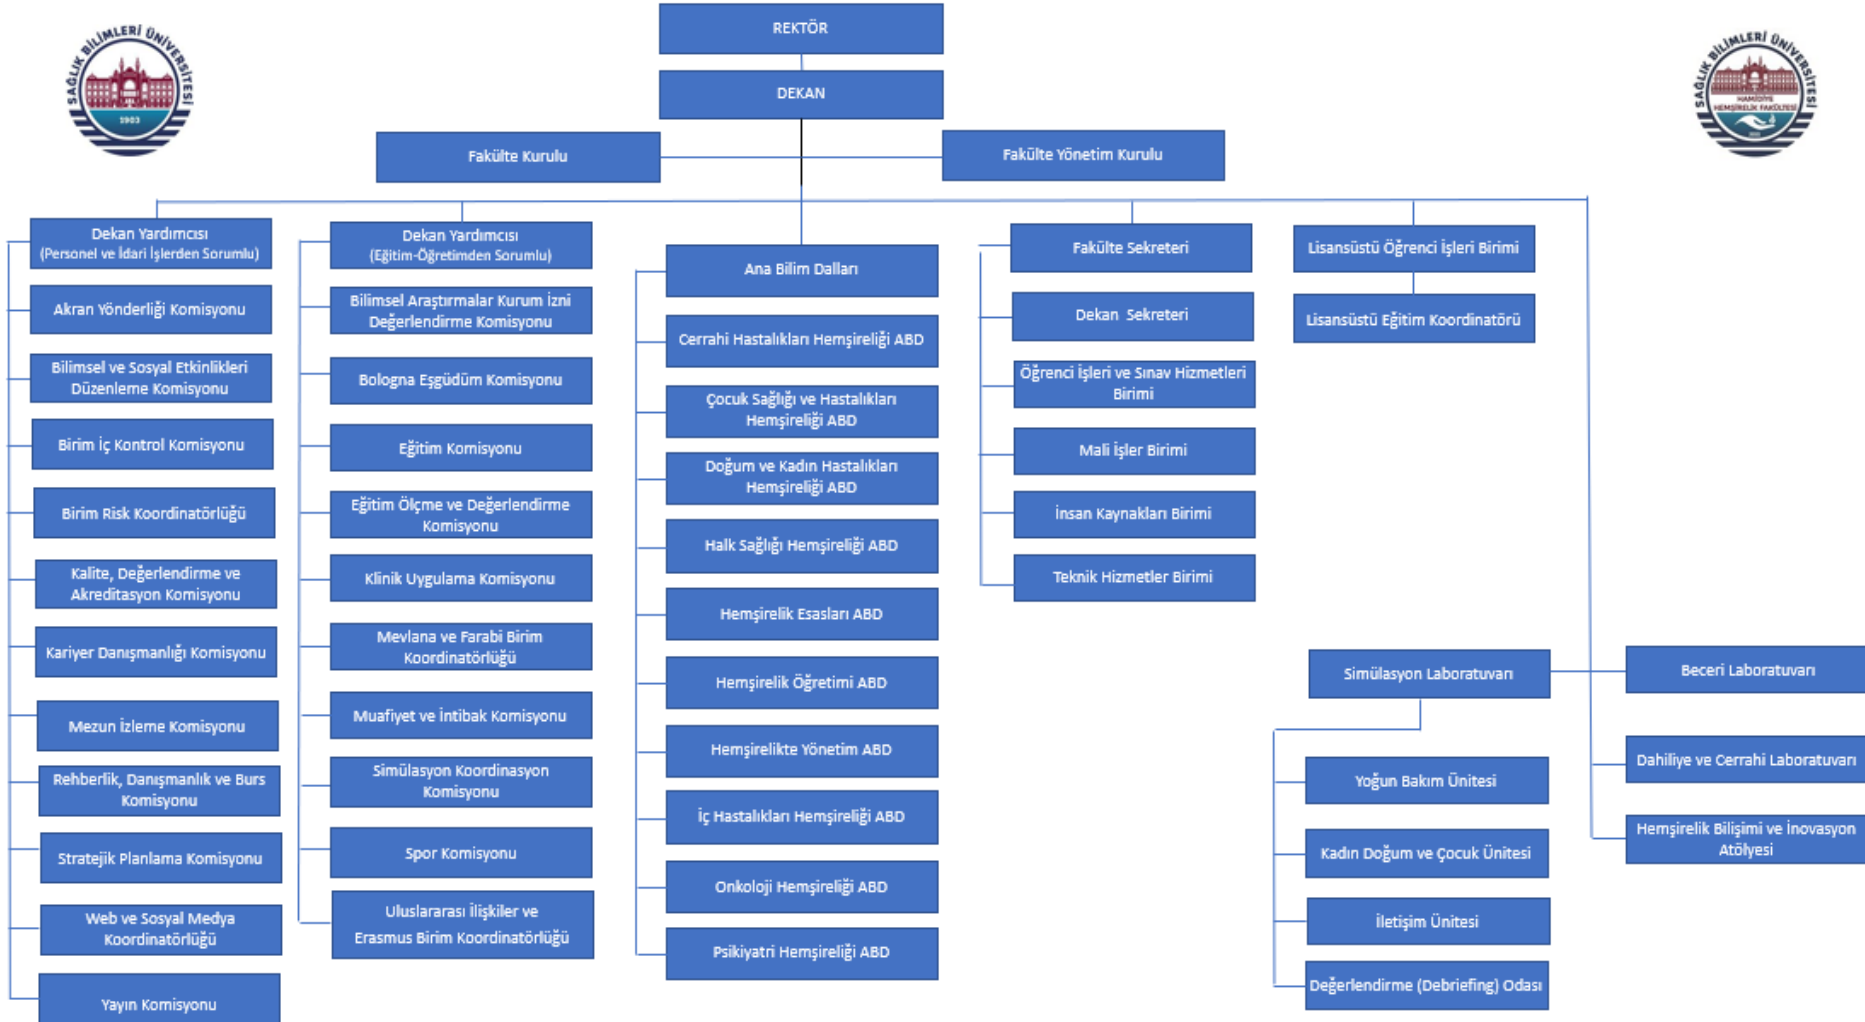 SAĞLIK BİLİMLERİ ÜNİVERSİTESİ
1903
REKTÖR
DEKAN
SAĞLIK BİLİMLERİ ÜNİVERSİTESİ
HAMİDİYE
HEMŞİRELİK FAKÜLTESİ
Fakülte Kurulu
Fakülte Yönetim Kurulu
Dekan Yardımcısı
(Personel ve İdari İşlerden Sorumlu)
Akran Yönderliği Komisyonu
Bilimsel ve Sosyal Etkinlikleri
Düzenleme Komisyonu
Birim İç Kontrol Komisyonu
Birim Risk Koordinatörlüğü
Kalite, Değerlendirme ve
Akreditasyon Komisyonu
Kariyer Danışmanlığı Komisyonu
Mezun İzleme Komisyonu
Rehberlik, Danışmanlık ve Burs
Komisyonu
Stratejik Planlama Komisyonu
Web ve Sosyal Medya
Koordinatörlüğü
Yayın Komisyonu
Dekan Yardımcısı
(Eğitim-Öğretimden Sorumlu)
Bilimsel Araştırmalar Kurum İzni
Değerlendirme Komisyonu
Bologna Eşgüdüm Komisyonu
Eğitim Komisyonu
Eğitim Ölçme ve Değerlendirme
Komisyonu
Klinik Uygulama Komisyonu
Mevlana ve Farabi Birim
Koordinatörlüğü
Muafiyet ve İntibak Komisyonu
Simülasyon Koordinasyon
Komisyonu
Spor Komisyonu
Uluslararası İlişkiler ve
Erasmus Birim Koordinatörlüğü
Ana Bilim Dalları
Cerrahi Hastalıkları Hemşireliği ABD
Çocuk Sağlığı ve Hastalıkları
Hemşireliği ABD
Doğum ve Kadın Hastalıkları
Hemşireliği ABD
Halk Sağlığı Hemşireliği ABD
Hemşirelik Esasları ABD
Hemşirelik Öğretimi ABD
Hemşirelikte Yönetim ABD
İç Hastalıkları Hemşireliği ABD
Onkoloji Hemşireliği ABD
Psikiyatri Hemşireliği ABD
Fakülte Sekreteri
Dekan Sekreteri
Öğrenci İşleri ve Sınav Hizmetleri
Birimi
Mali İşler Birimi
İnsan Kaynakları Birimi
Teknik Hizmetler Birimi
Lisansüstü Öğrenci İşleri Birimi
Lisansüstü Eğitim Koordinatörü
Simülasyon Laboratuvarı
Yoğun Bakım Ünitesi
Kadın Doğum ve Çocuk Ünitesi
İletişim Ünitesi
Değerlendirme (Debriefing) Odası
Beceri Laboratuvarı
Dahiliye ve Cerrahi Laboratuvarı
Hemşirelik Bilişimi ve İnovasyon
Atölyesi